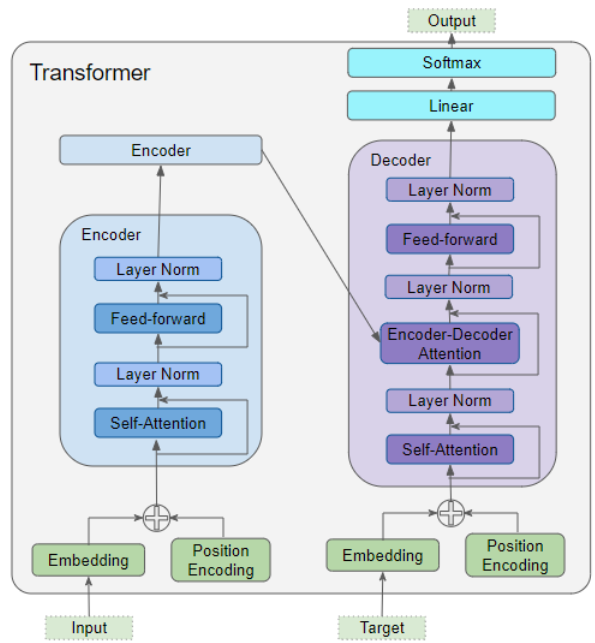 Output
Transformer
Softmax
Linear
Encoder
Encoder
Layer Norm
Feed-forward
Layer Norm
Self-Attention
Decoder
Layer Norm
Feed-forward
Layer Norm
Encoder-Decoder
Attention
Layer Norm
Self-Attention
Embedding
Position
Encoding
Embedding
Position
Encoding
Input
Target